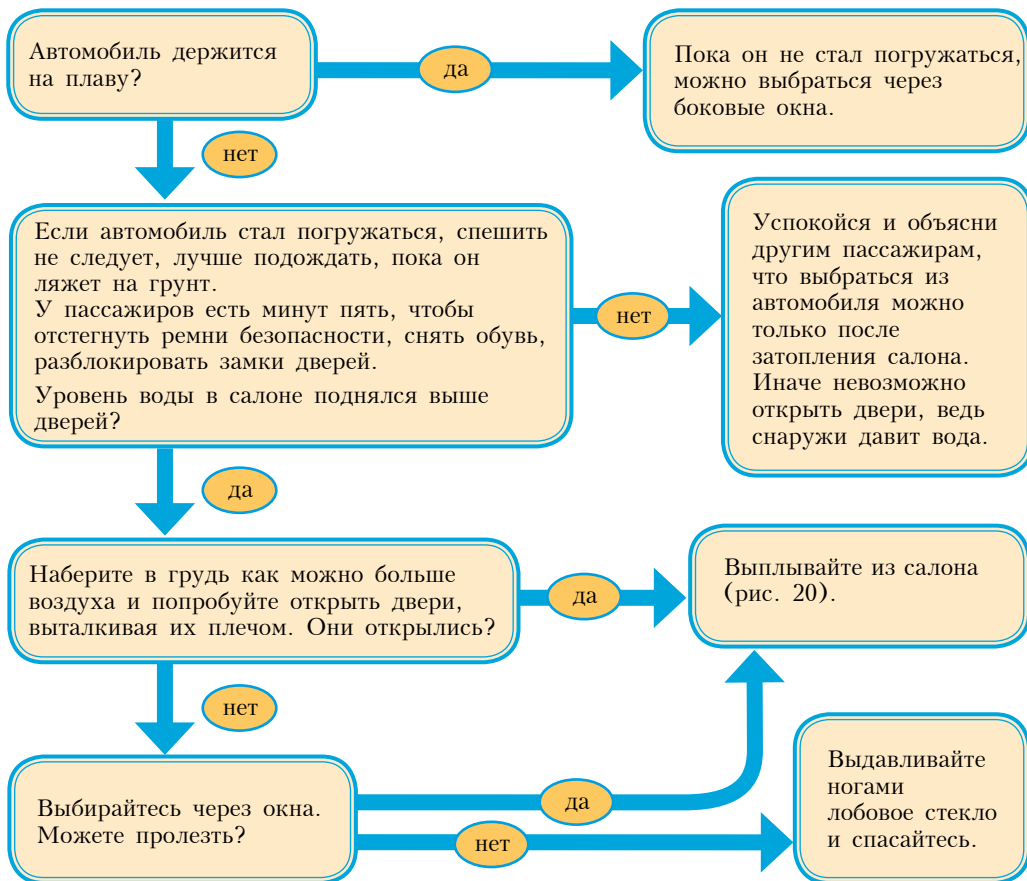 Автомобиль держится
на плаву?
да
Пока он не стал погружаться,
можно выбраться через
боковые окна.
нет
Если автомобиль стал погружаться, спешить
не следует, лучше подождать, пока он
ляжет на грунт.
У пассажиров есть минут пять, чтобы
отстегнуть ремни безопасности, снять обувь,
разблокировать замки дверей.
Уровень воды в салоне поднялся выше
дверей?
нет
Успокойся и объясни
другим пассажирам,
что выбраться из
автомобиля можно
только после
затопления салона.
Иначе невозможно
открыть двери, ведь
снаружи давит вода.
да
Наберите в грудь как можно больше
воздуха и попробуйте открыть двери,
выталкивая их плечом. Они открылись?
да
Выплывайте из салона
(рис. 20).
нет
Выбирайтесь через окна.
Можете пролезть?
да
нет
Выдавливайте
ногами
лобовое стекло
и спасайтесь.